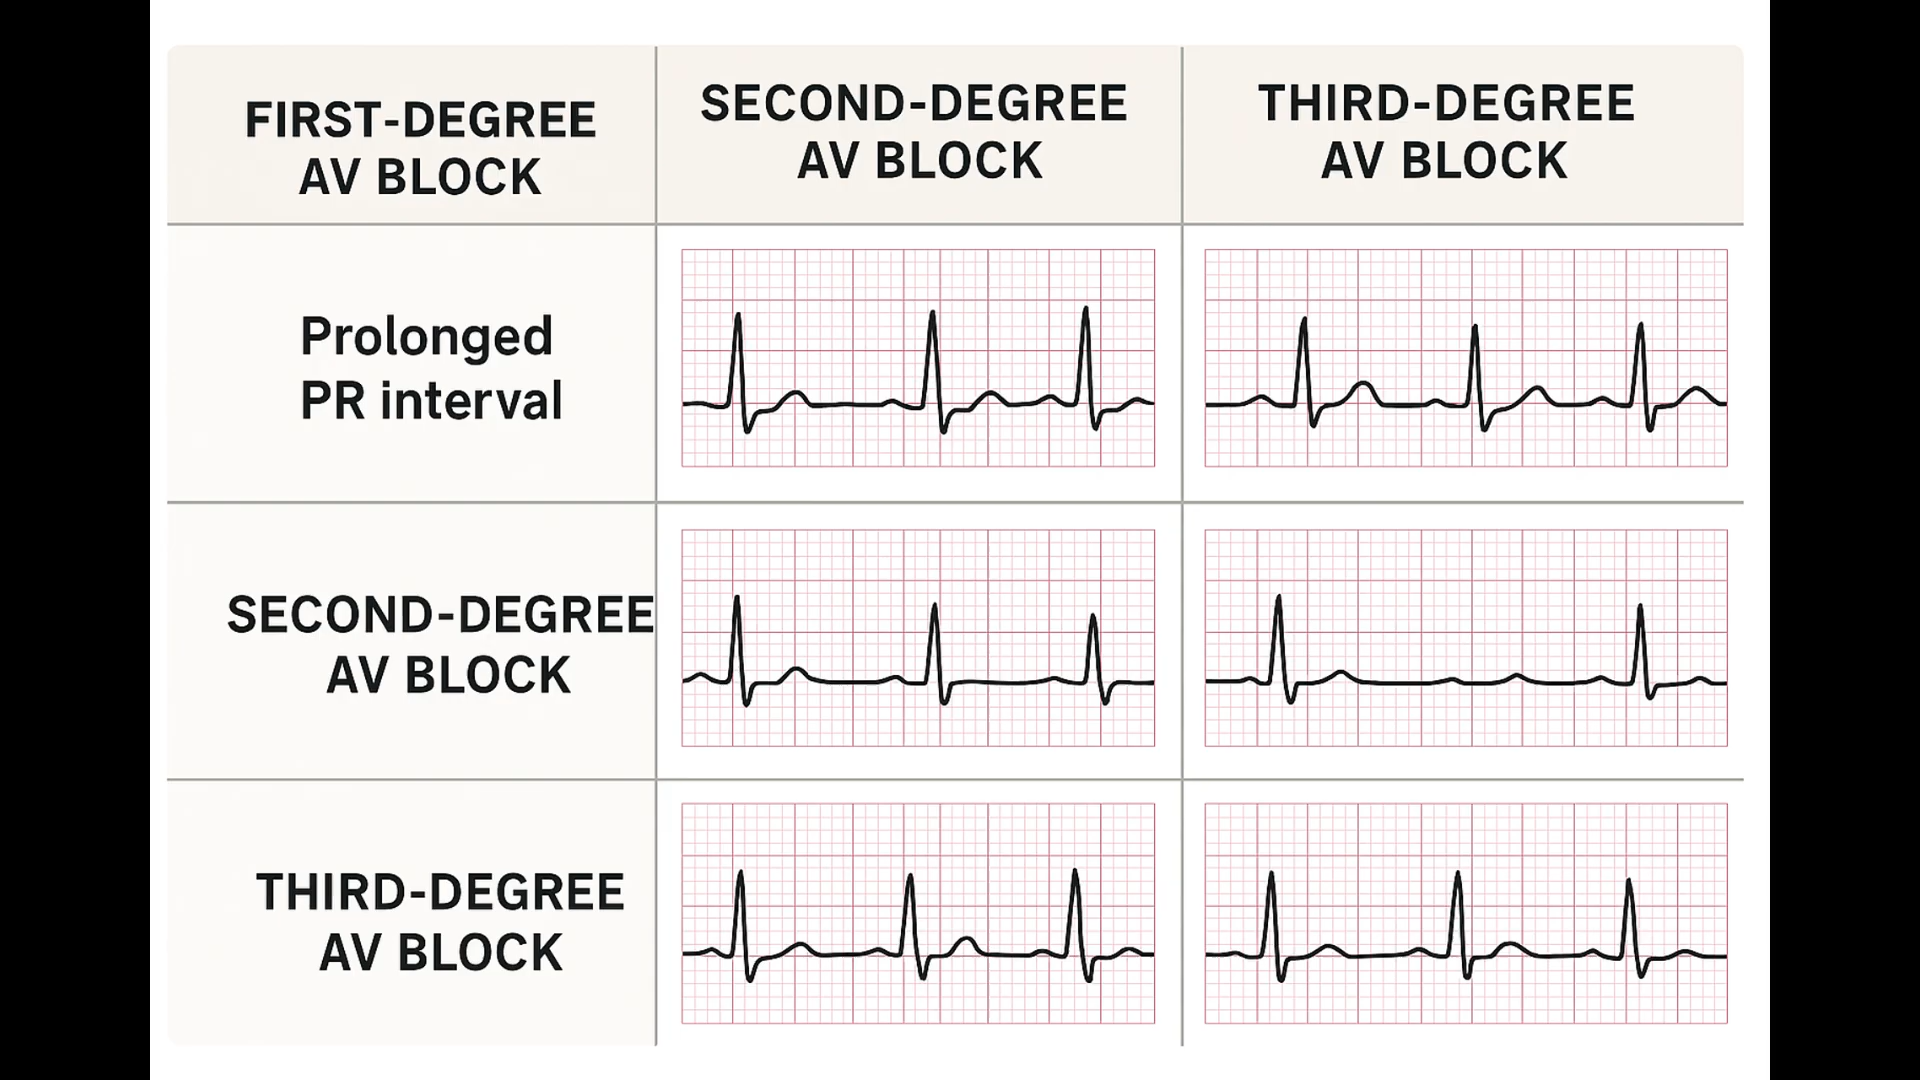 FIRST-DEGREE
AV BLOCK
SECOND-DEGREE
AV BLOCK
THIRD-DEGREE
AV BLOCK
Prolonged
PR interval
SECOND-DEGREE
AV BLOCK
THIRD-DEGREE
AV BLOCK